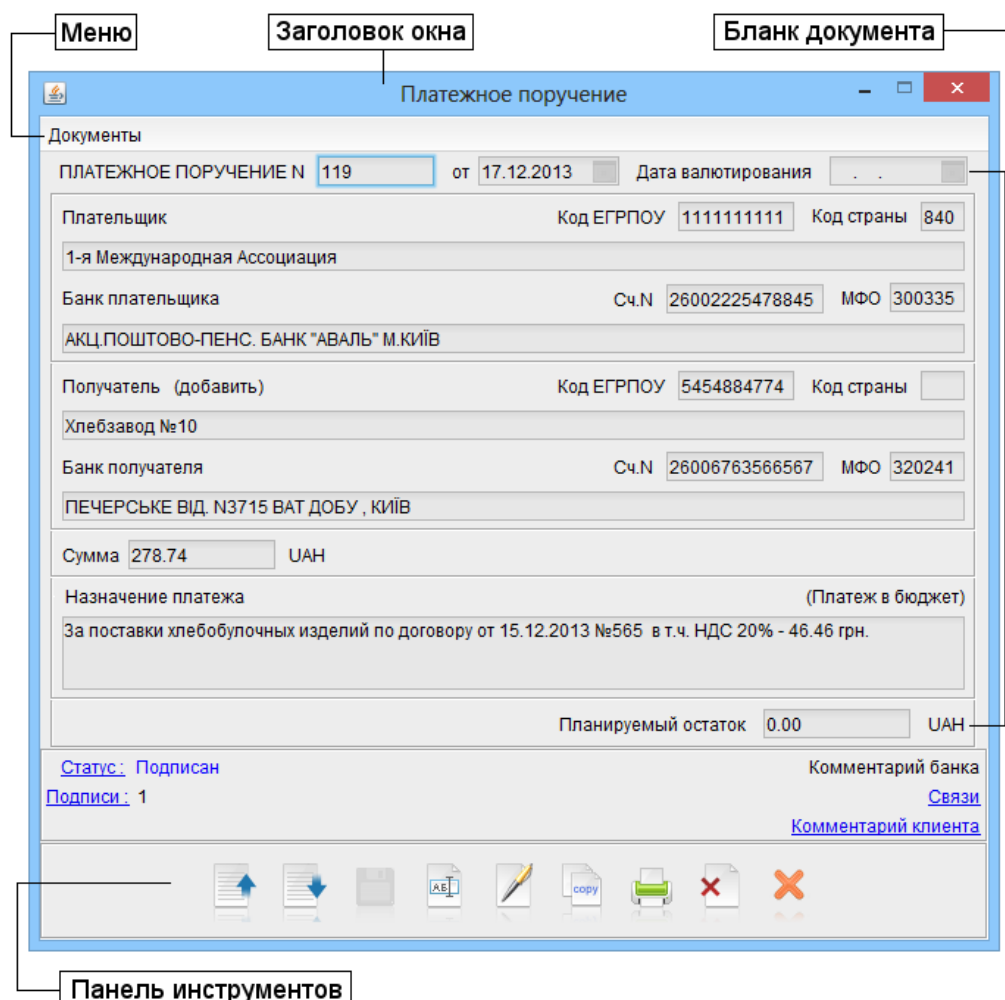 Меню Заголовок окна Бланк документа
Платежное поручение
Документы
ПЛАТЕЖНОЕ ПОРУЧЕНИЕ N 119 от 17.12.2013 Дата валютирования . .
Плательщик Код ЕГРПОУ 1111111111 Код страны 840
1-я Международная Ассоциация
Банк плательщика Сч.N 26002225478845 МФО 300335
АКЦ.ПОШТОВО-ПЕНС. БАНК "АВАЛЬ" М.КИЇВ
Получатель (добавить) Код ЕГРПОУ 5454884774 Код страны
Хлебзавод №10
Банк получателя Сч.N 26006763566567 МФО 320241
ПЕЧЕРСЬКЕ ВІД. N3715 ВАТ ДОБУ , КИЇВ
Сумма 278.74 UAH
Назначение платежа (Платеж в бюджет)
За поставки хлебобулочных изделий по договору от 15.12.2013 №565 в т.ч. НДС 20% - 46.46 грн.
Планируемый остаток 0.00 UAH
Статус : Подписан Комментарий банка
Подписи : 1 Связи
Комментарий клиента
АБ copy
Панель инструментов